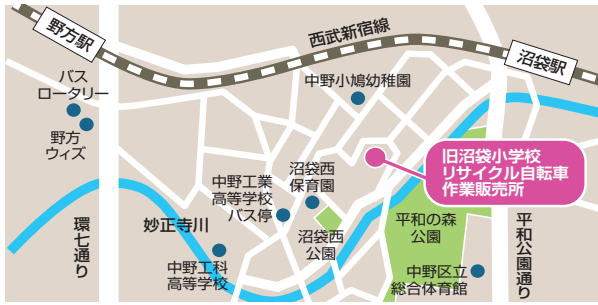 野方駅
西武新宿線
沼袋駅
バス
ロータリー
野方
ウィズ
中野小鳩幼稚園
旧沼袋小学校
リサイクル自転車
作業販売所
中野工業
高等学校
バス停
沼袋西
保育園
沼袋西
公園
平和の森
公園
環七通り
妙正寺川
中野工科
高等学校
中野区立
総合体育館
平和公園通り